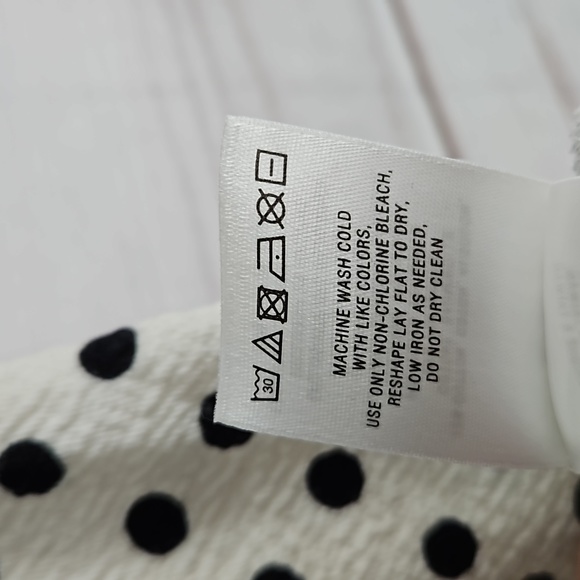 30
MACHINE WASH COLD
WITH LIKE COLORS,
USE ONLY NON-CHLORINE BLEACH,
RESHAPE LAY FLAT TO DRY,
LOW IRON AS NEEDED,
DO NOT DRY CLEAN